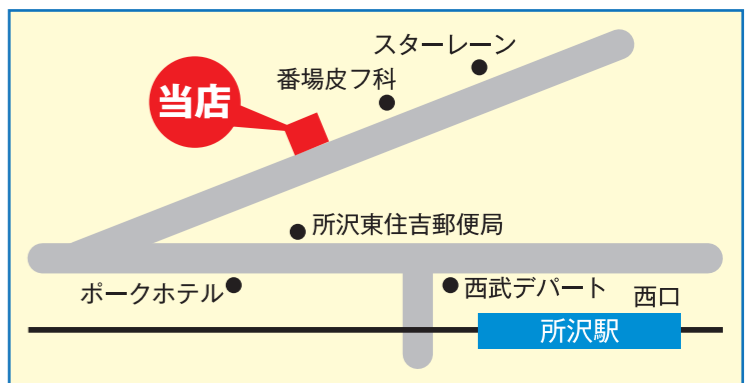 スターレーン
番場皮フ科
当店
所沢東住吉郵便局
ポークホテル
西武デパート
西口
所沢駅